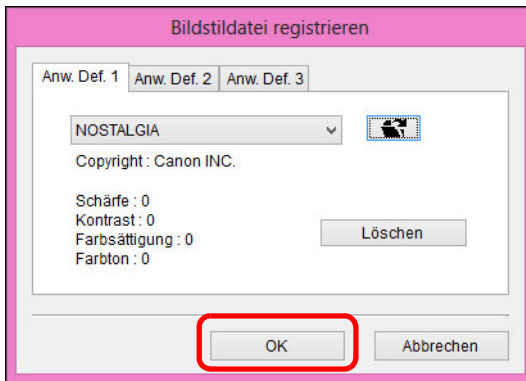 Bildstildatei registrieren
Anw. Def. 1 Anw. Def. 2 Anw. Def. 3
NOSTALGIA
Copyright : Canon INC.
Schärfe : 0
Kontrast : 0
Farbsättigung : 0
Farbton : 0
Löschen
OK Abbrechen